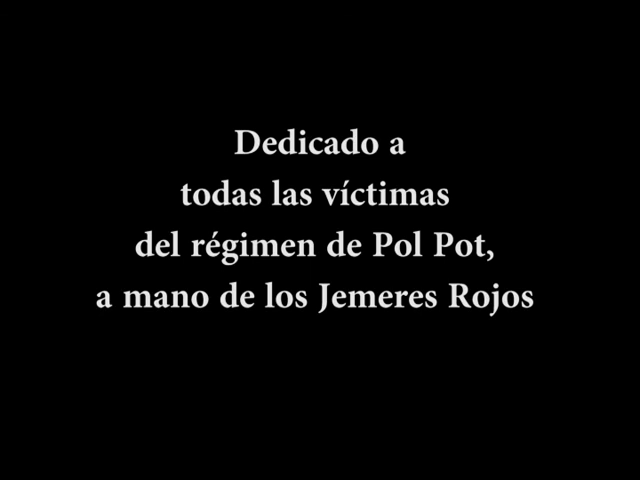 Dedicado a
todas las víctimas
del régimen de Pol Pot,
a mano de los Jemeres Rojos